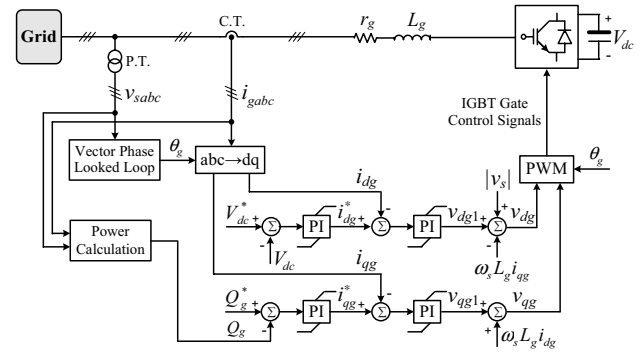 Grid
C.T.
r_g
L_g
+
V_dc
-
P.T.
v_sabc
i_gabc
IGBT Gate
Control Signals
Vector Phase
Looked Loop
θ_g
abc→dq
PWM
θ_g
i_dg
|v_s|
V_dc^*
+
Σ
-
V_dc
PI
i_dg^*
+
Σ
-
PI
v_dg1
+
+
Σ
-
v_dg
ω_s L_g i_qg
Power
Calculation
i_qg
Q_g^*
+
Σ
-
Q_g
PI
i_qg^*
+
Σ
-
PI
v_qg1
+
Σ
+
v_qg
ω_s L_g i_dg